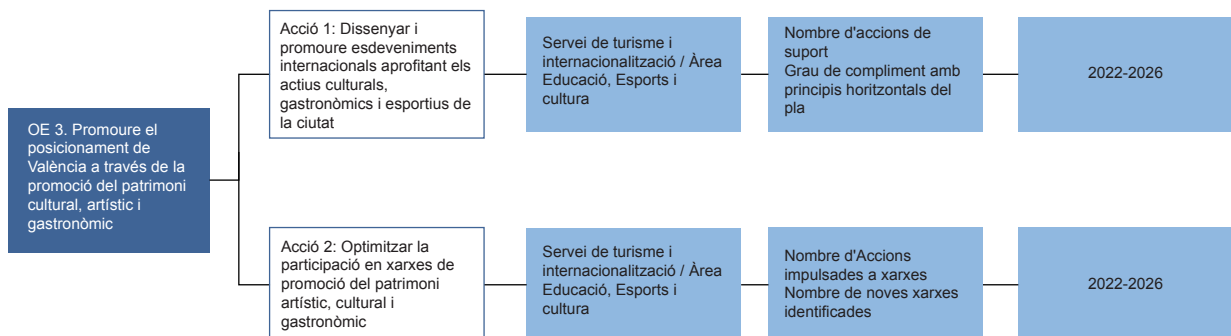 OE 3. Promoure el
posicionament de
València a través de la
promoció del patrimoni
cultural, artístic i
gastronòmic
Acció 1: Dissenyar i
promoure esdeveniments
internacionals aprofitant els
actius culturals,
gastronòmics i esportius de
la ciutat
Servei de turisme i
internacionalització / Àrea
Educació, Esports i
cultura
Nombre d'accions de
suport
Grau de compliment amb
principis horitzontals del
pla
2022-2026
Acció 2: Optimitzar la
participació en xarxes de
promoció del patrimoni
artístic, cultural i
gastronòmic
Servei de turisme i
internacionalització / Àrea
Educació, Esports i
cultura
Nombre d'Accions
impulsades a xarxes
Nombre de noves xarxes
identificades
2022-2026